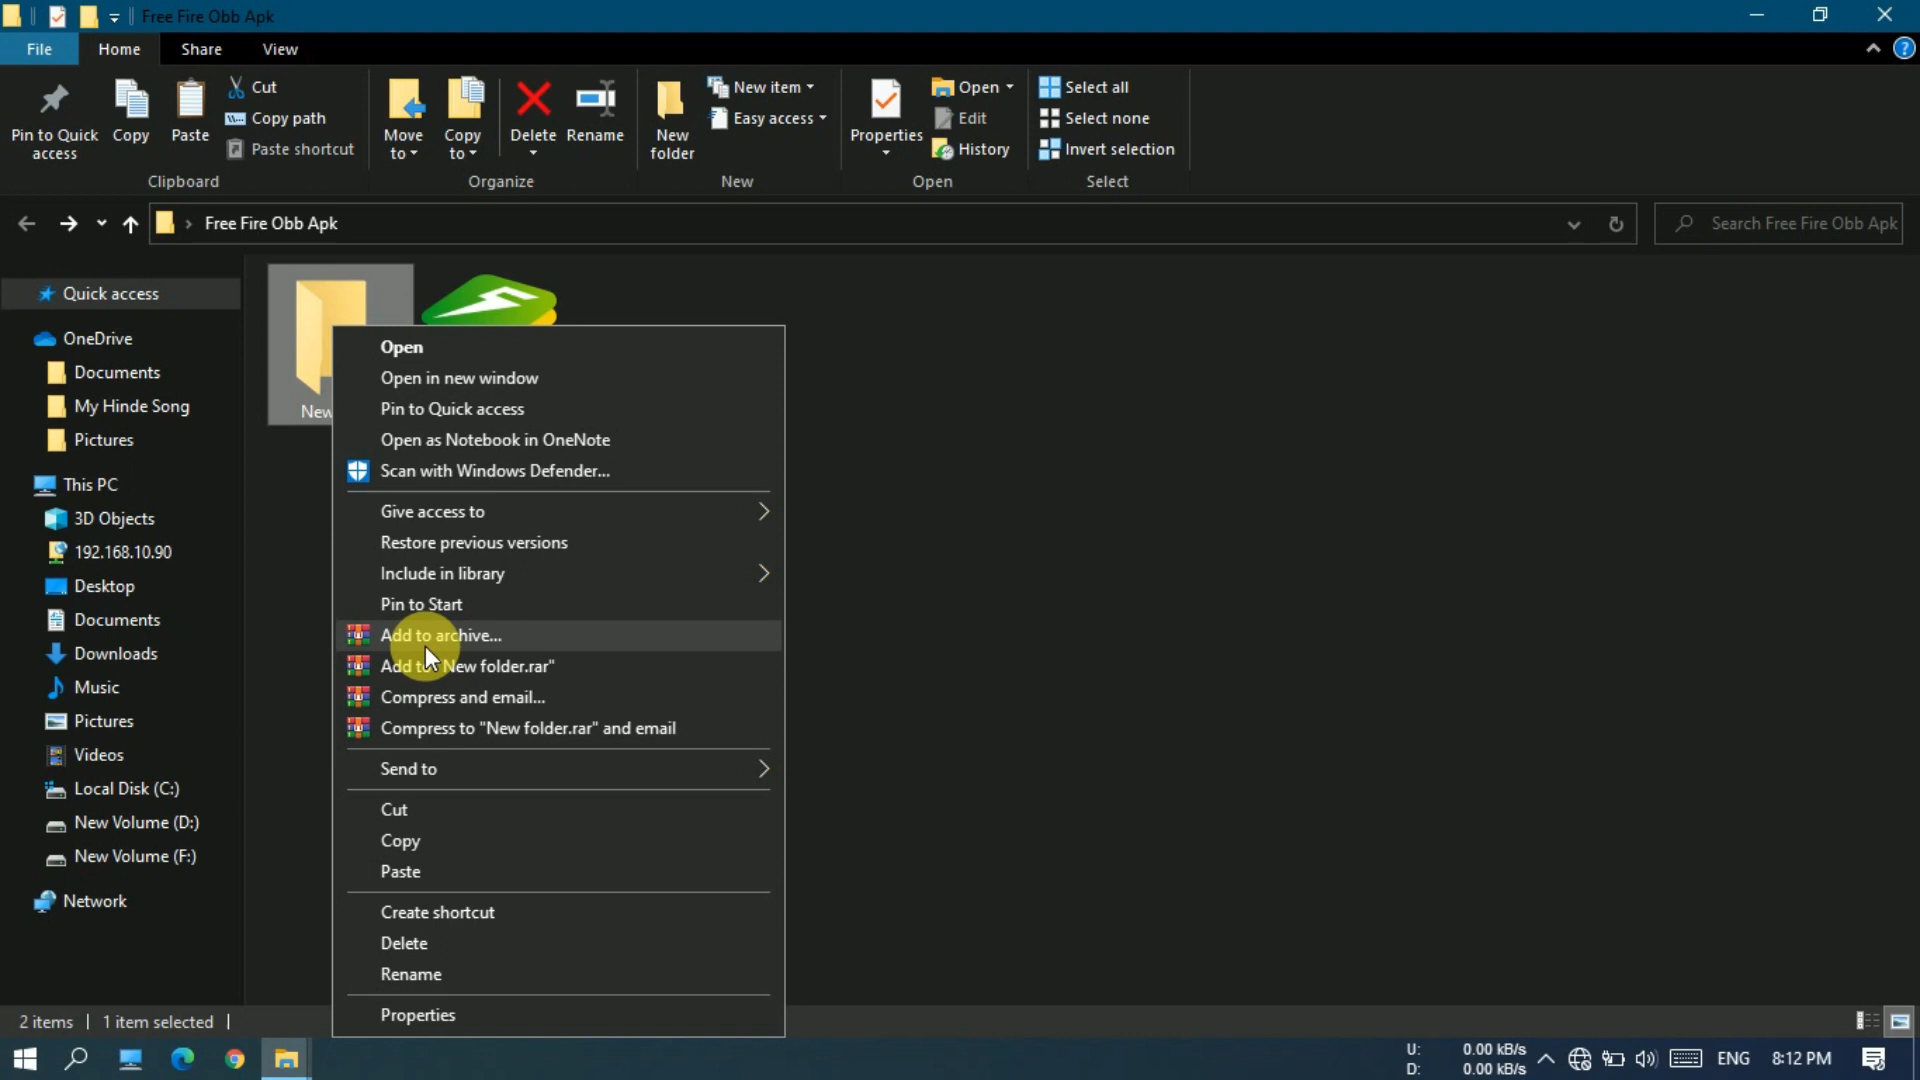 Free Fire Obb Apk
File Home Share View
Pin to Quick access
Copy
Paste
Cut
Copy path
Paste shortcut
Clipboard
Move to
Copy to
Delete
Rename
Organize
New folder
New item
Easy access
New
Properties
Open
Edit
History
Open
Select all
Select none
Invert selection
Select
Free Fire Obb Apk
Search Free Fire Obb Apk
Quick access
OneDrive
Documents
My Hinde Song
Pictures
This PC
3D Objects
192.168.10.90
Desktop
Documents
Downloads
Music
Pictures
Videos
Local Disk (C:)
New Volume (D:)
New Volume (F:)
Network
New
Open
Open in new window
Pin to Quick access
Open as Notebook in OneNote
Scan with Windows Defender...
Give access to
Restore previous versions
Include in library
Pin to Start
Add to archive...
Add to "New folder.rar"
Compress and email...
Compress to "New folder.rar" and email
Send to
Cut
Copy
Paste
Create shortcut
Delete
Rename
Properties
2 items 1 item selected
U: 0.00 kB/s
D: 0.00 kB/s
ENG 8:12 PM